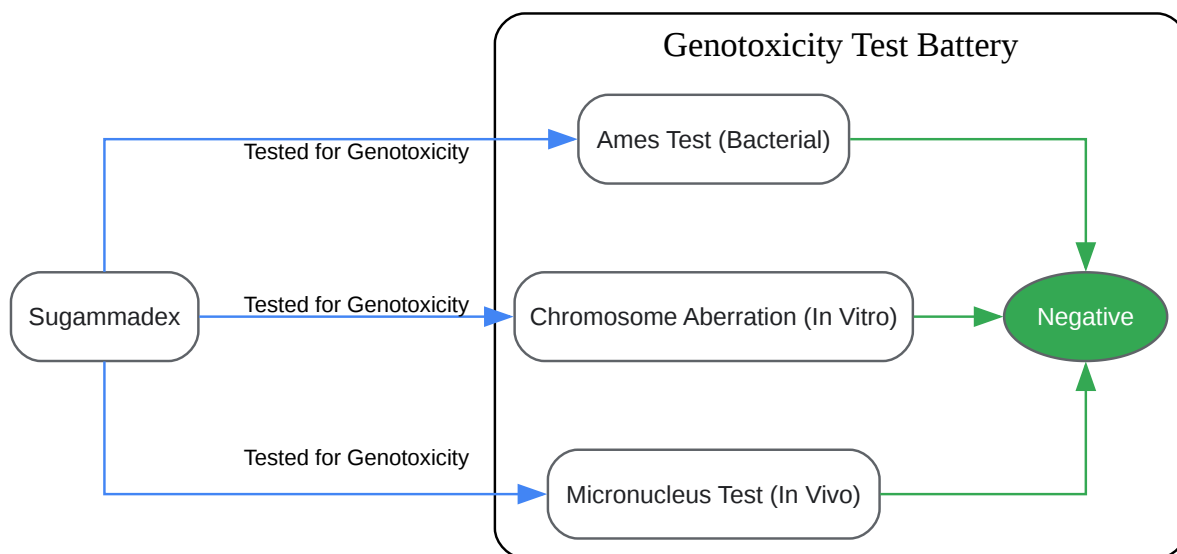 Genotoxicity Test Battery
Tested for Genotoxicity
Ames Test (Bacterial)
Sugammadex
Tested for Genotoxicity
Chromosome Aberration (In Vitro)
Negative
Tested for Genotoxicity
Micronucleus Test (In Vivo)